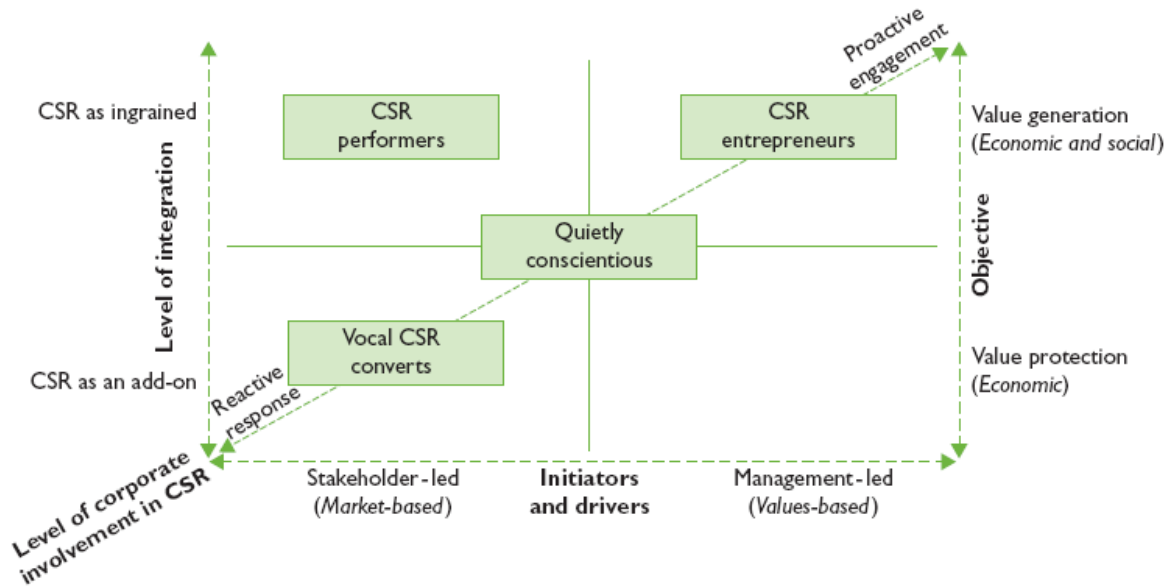 Proactive
engagement
CSR as ingrained
CSR
performers
CSR
entrepreneurs
Value generation
(Economic and social)
Level of integration
Quietly
conscientious
Objective
Vocal CSR
converts
CSR as an add-on
Value protection
(Economic)
Reactive
response
Level of corporate
involvement in CSR
Stakeholder-led
(Market-based)
Initiators
and drivers
Management-led
(Values-based)